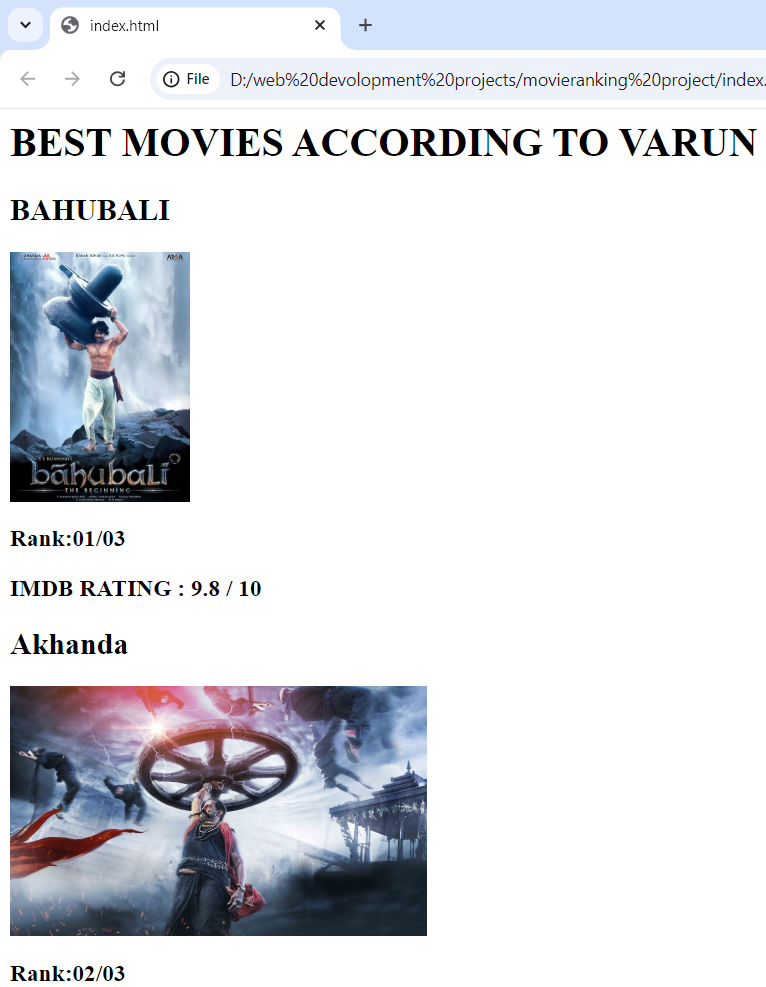 index.html
File
D:/web%20devolopment%20projects/movieranking%20project/index.
BEST MOVIES ACCORDING TO VARUN
BAHUBALI
ARKA
bāhubali
THE BEGINNING
Rank:01/03
IMDB RATING : 9.8 / 10
Akhanda
Rank:02/03